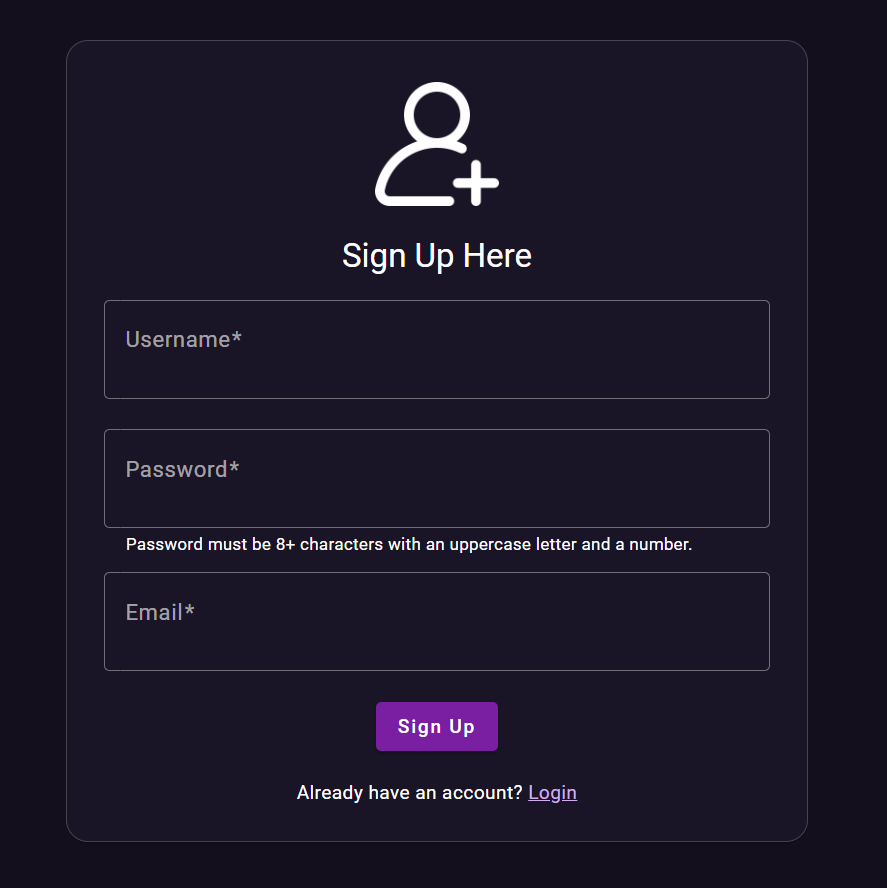 Sign Up Here
Username*
Password*
Password must be 8+ characters with an uppercase letter and a number.
Email*
Sign Up
Already have an account? Login